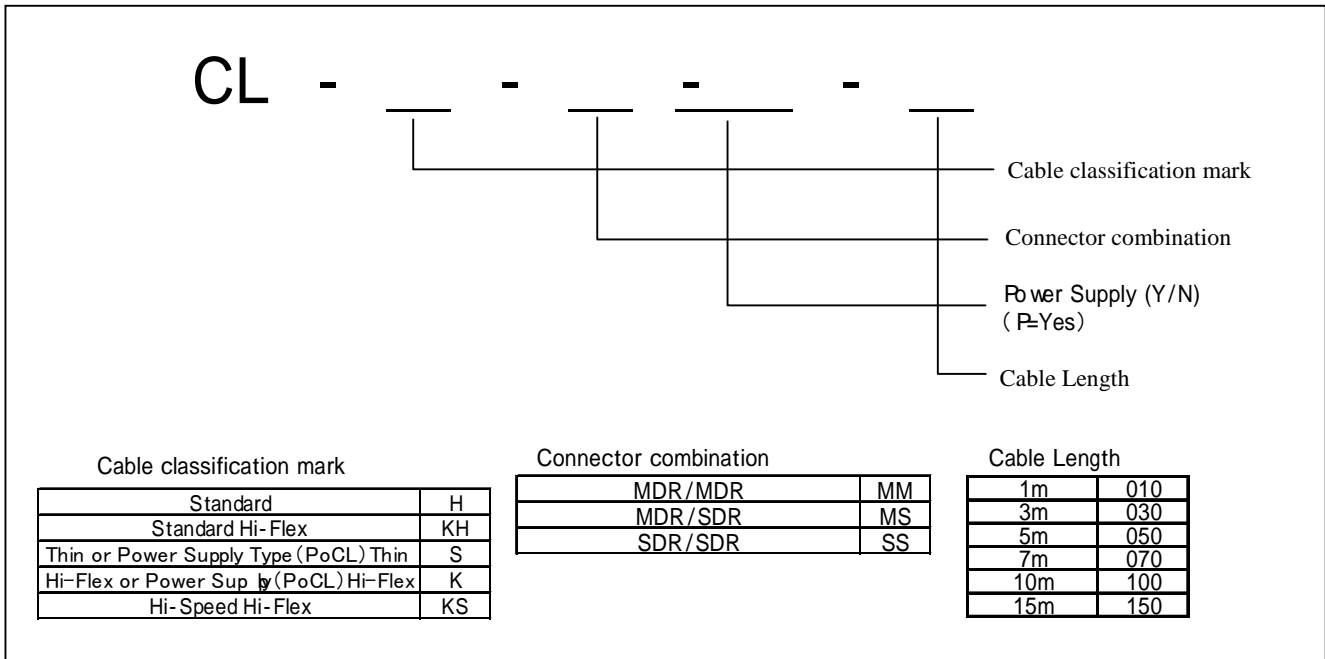 CL - __ - __ - __ - __
Cable classification mark
Connector combination
Power Supply (Y/N)
(P=Yes)
Cable Length
Cable classification mark
Standard H
Standard Hi-Flex KH
Thin or Power Supply Type(PoCL)Thin S
Hi-Flex or Power Supply(PoCL)Hi-Flex K
Hi-Speed Hi-Flex KS
Connector combination
MDR/MDR MM
MDR/SDR MS
SDR/SDR SS
Cable Length
1m 010
3m 030
5m 050
7m 070
10m 100
15m 150